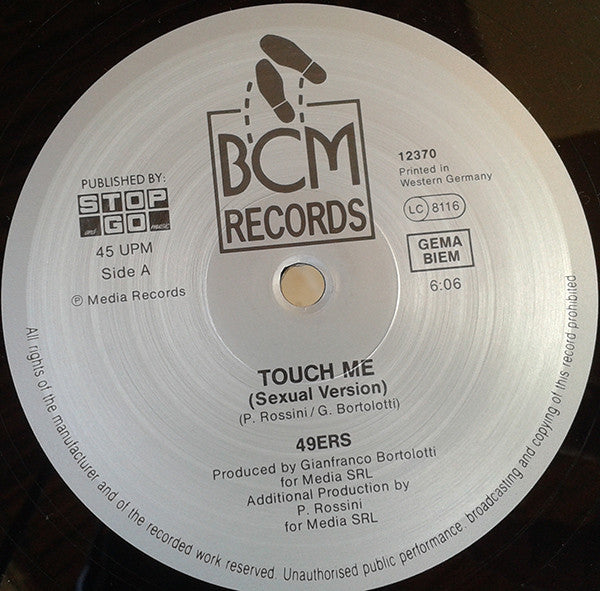 BCM
RECORDS
PUBLISHED BY:
STOP
GO
45 UPM
Side A
℗ Media Records
12370
Printed in
Western Germany
LC 8116
GEMA
BIEM
6:06
TOUCH ME
(Sexual Version)
(P. Rossini/G. Bortolotti)
49ERS
Produced by Gianfranco Bortolotti
for Media SRL
Additional Production by
P. Rossini
for Media SRL
All rights of the manufacturer and of the recorded work reserved. Unauthorised public performance, broadcasting and copying of this record prohibited